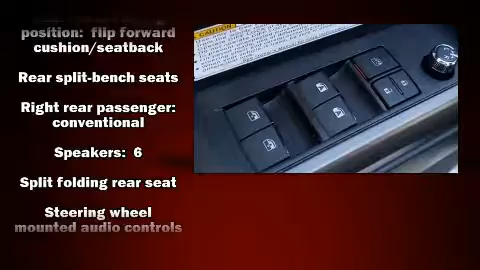 position: flip forward
cushion/seatback
Rear split-bench seats
Right rear passenger:
conventional
Speakers: 6
Split folding rear seat
Steering wheel
mounted audio controls
CAUTION